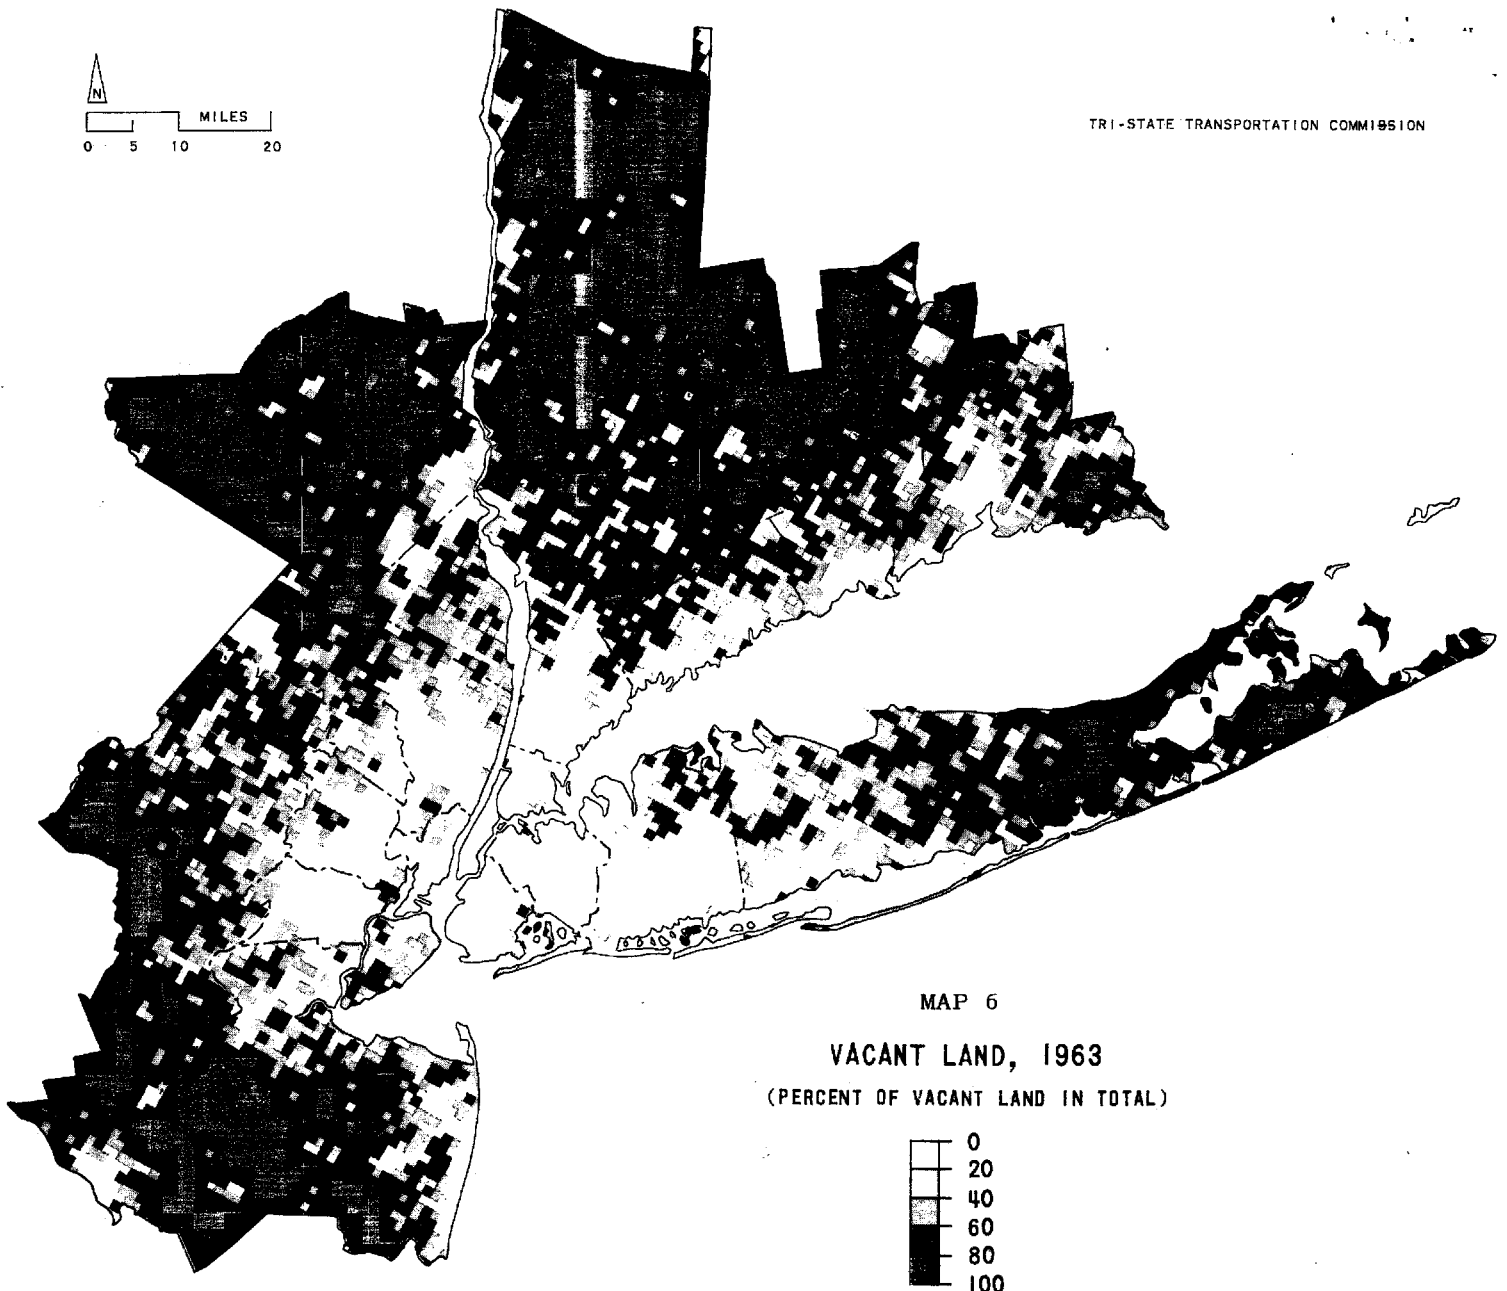 N
MILES
0 5 10 20
TRI-STATE TRANSPORTATION COMMISSION
MAP 6
VACANT LAND, 1963
(PERCENT OF VACANT LAND IN TOTAL)
0
20
40
60
80
100